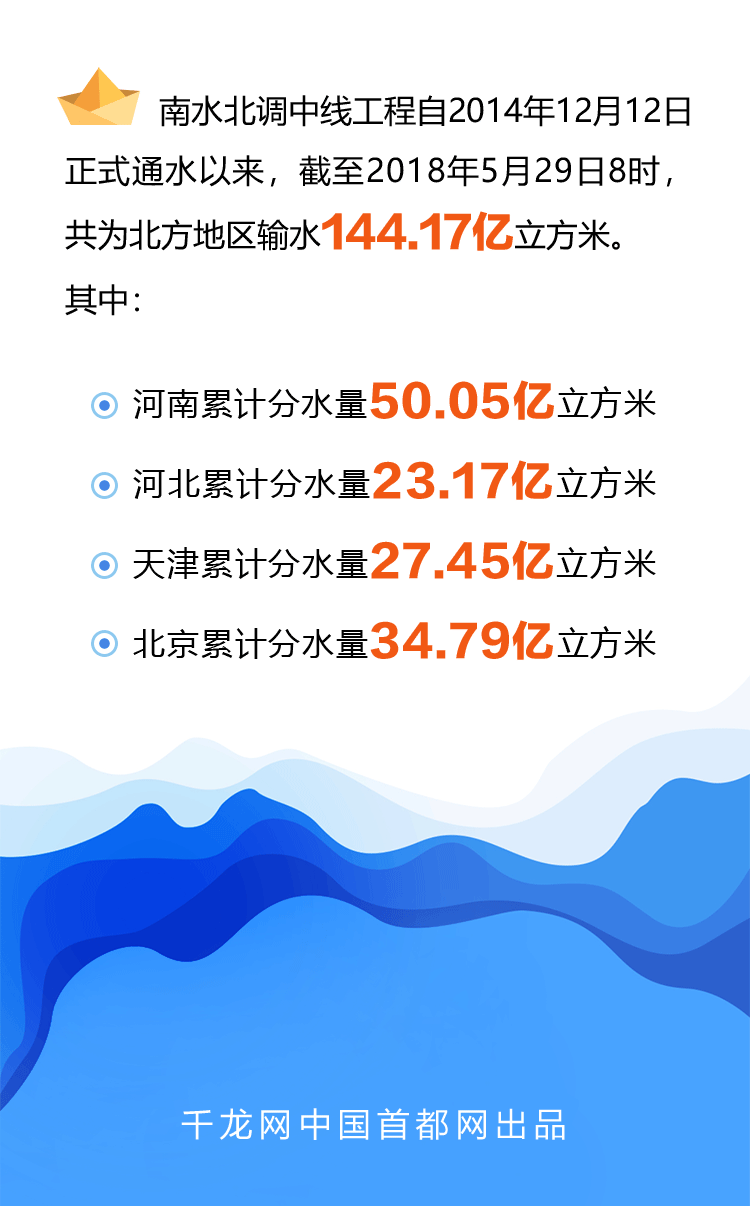 南水北调中线工程自2014年12月12日
正式通水以来，截至2018年5月29日8时，
共为北方地区输水144.17亿立方米。
其中：
河南累计分水量50.05亿立方米
河北累计分水量23.17亿立方米
天津累计分水量27.45亿立方米
北京累计分水量34.79亿立方米
千龙网中国首都网出品